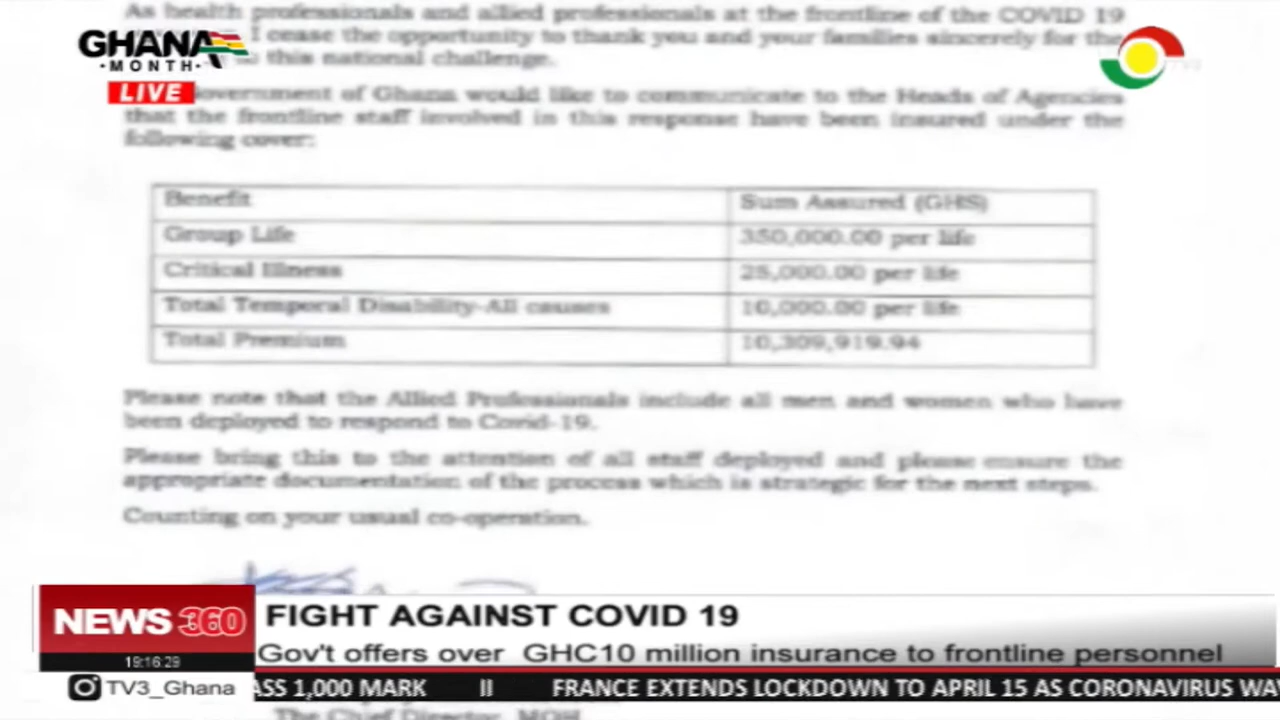 As health professionals and allied professionals at the frontline of the COVID 19
I cease the opportunity to thank you and your families sincerely for the
to this national challenge.
GHANA
·MONTH·
LIVE
Government of Ghana would like to communicate to the Heads of Agencies
that the frontline staff involved in this response have been insured under the
following cover:
Benefit Sum Assured (GHS)
Group Life 350,000.00 per life
Critical Illness 25,000.00 per life
Total Temporal Disability-All causes 10,000.00 per life
Total Premium 10,309,919.94
Please note that the Allied Professionals include all men and women who have
been deployed to respond to Covid-19.
Please bring this to the attention of all staff deployed and please ensure the
appropriate documentation of the process which is strategic for the next steps.
Counting on your usual co-operation.
NEWS 360
19:16:29
FIGHT AGAINST COVID 19
Gov't offers over GHC10 million insurance to frontline personnel
TV3_Ghana
ASS 1,000 MARK || FRANCE EXTENDS LOCKDOWN TO APRIL 15 AS CORONAVIRUS WA
The Chief Director, MOH